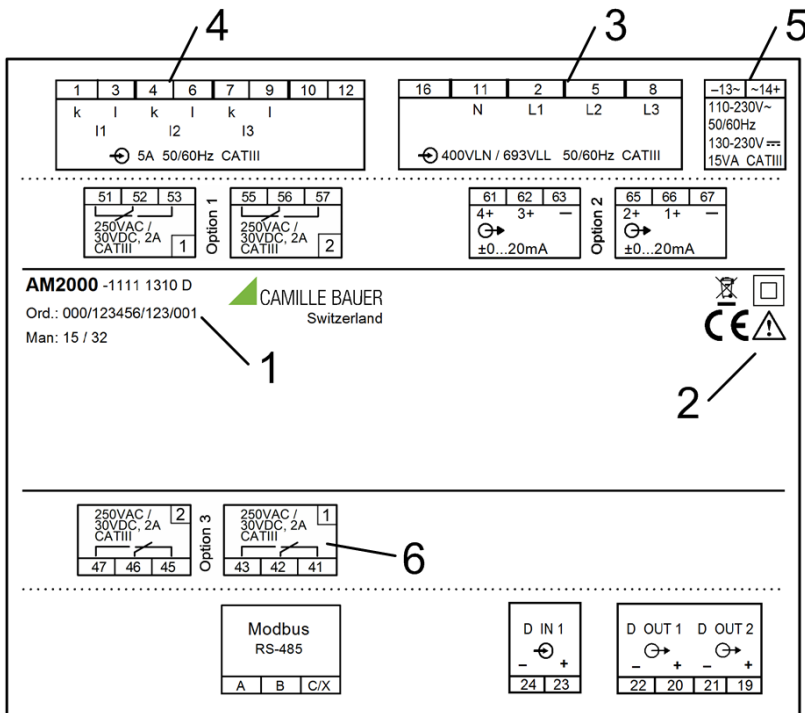 4 3 5
1 3 4 6 7 9 10 12
k l k l k l
I1 I2 I3
5A 50/60Hz CATIII
16 11 2 5 8
N L1 L2 L3
400VLN / 693VLL 50/60Hz CATIII
–13~ ~14+
110-230V~
50/60Hz
130-230V⎓
15VA CATIII
51 52 53
250VAC /
30VDC, 2A
CATIII 1
Option 1
55 56 57
250VAC /
30VDC, 2A
CATIII 2
61 62 63
4+ 3+ –
±0...20mA
Option 2
65 66 67
2+ 1+ –
±0...20mA
AM2000 -1111 1310 D
Ord.: 000/123456/123/001
Man: 15 / 32
CAMILLE BAUER
Switzerland
CE
1
2
250VAC / 2
30VDC, 2A
CATIII
47 46 45
Option 3
250VAC / 1
30VDC, 2A
CATIII
43 42 41
6
Modbus
RS-485
A B C/X
D IN 1
– +
24 23
D OUT 1 D OUT 2
– + – +
22 20 21 19